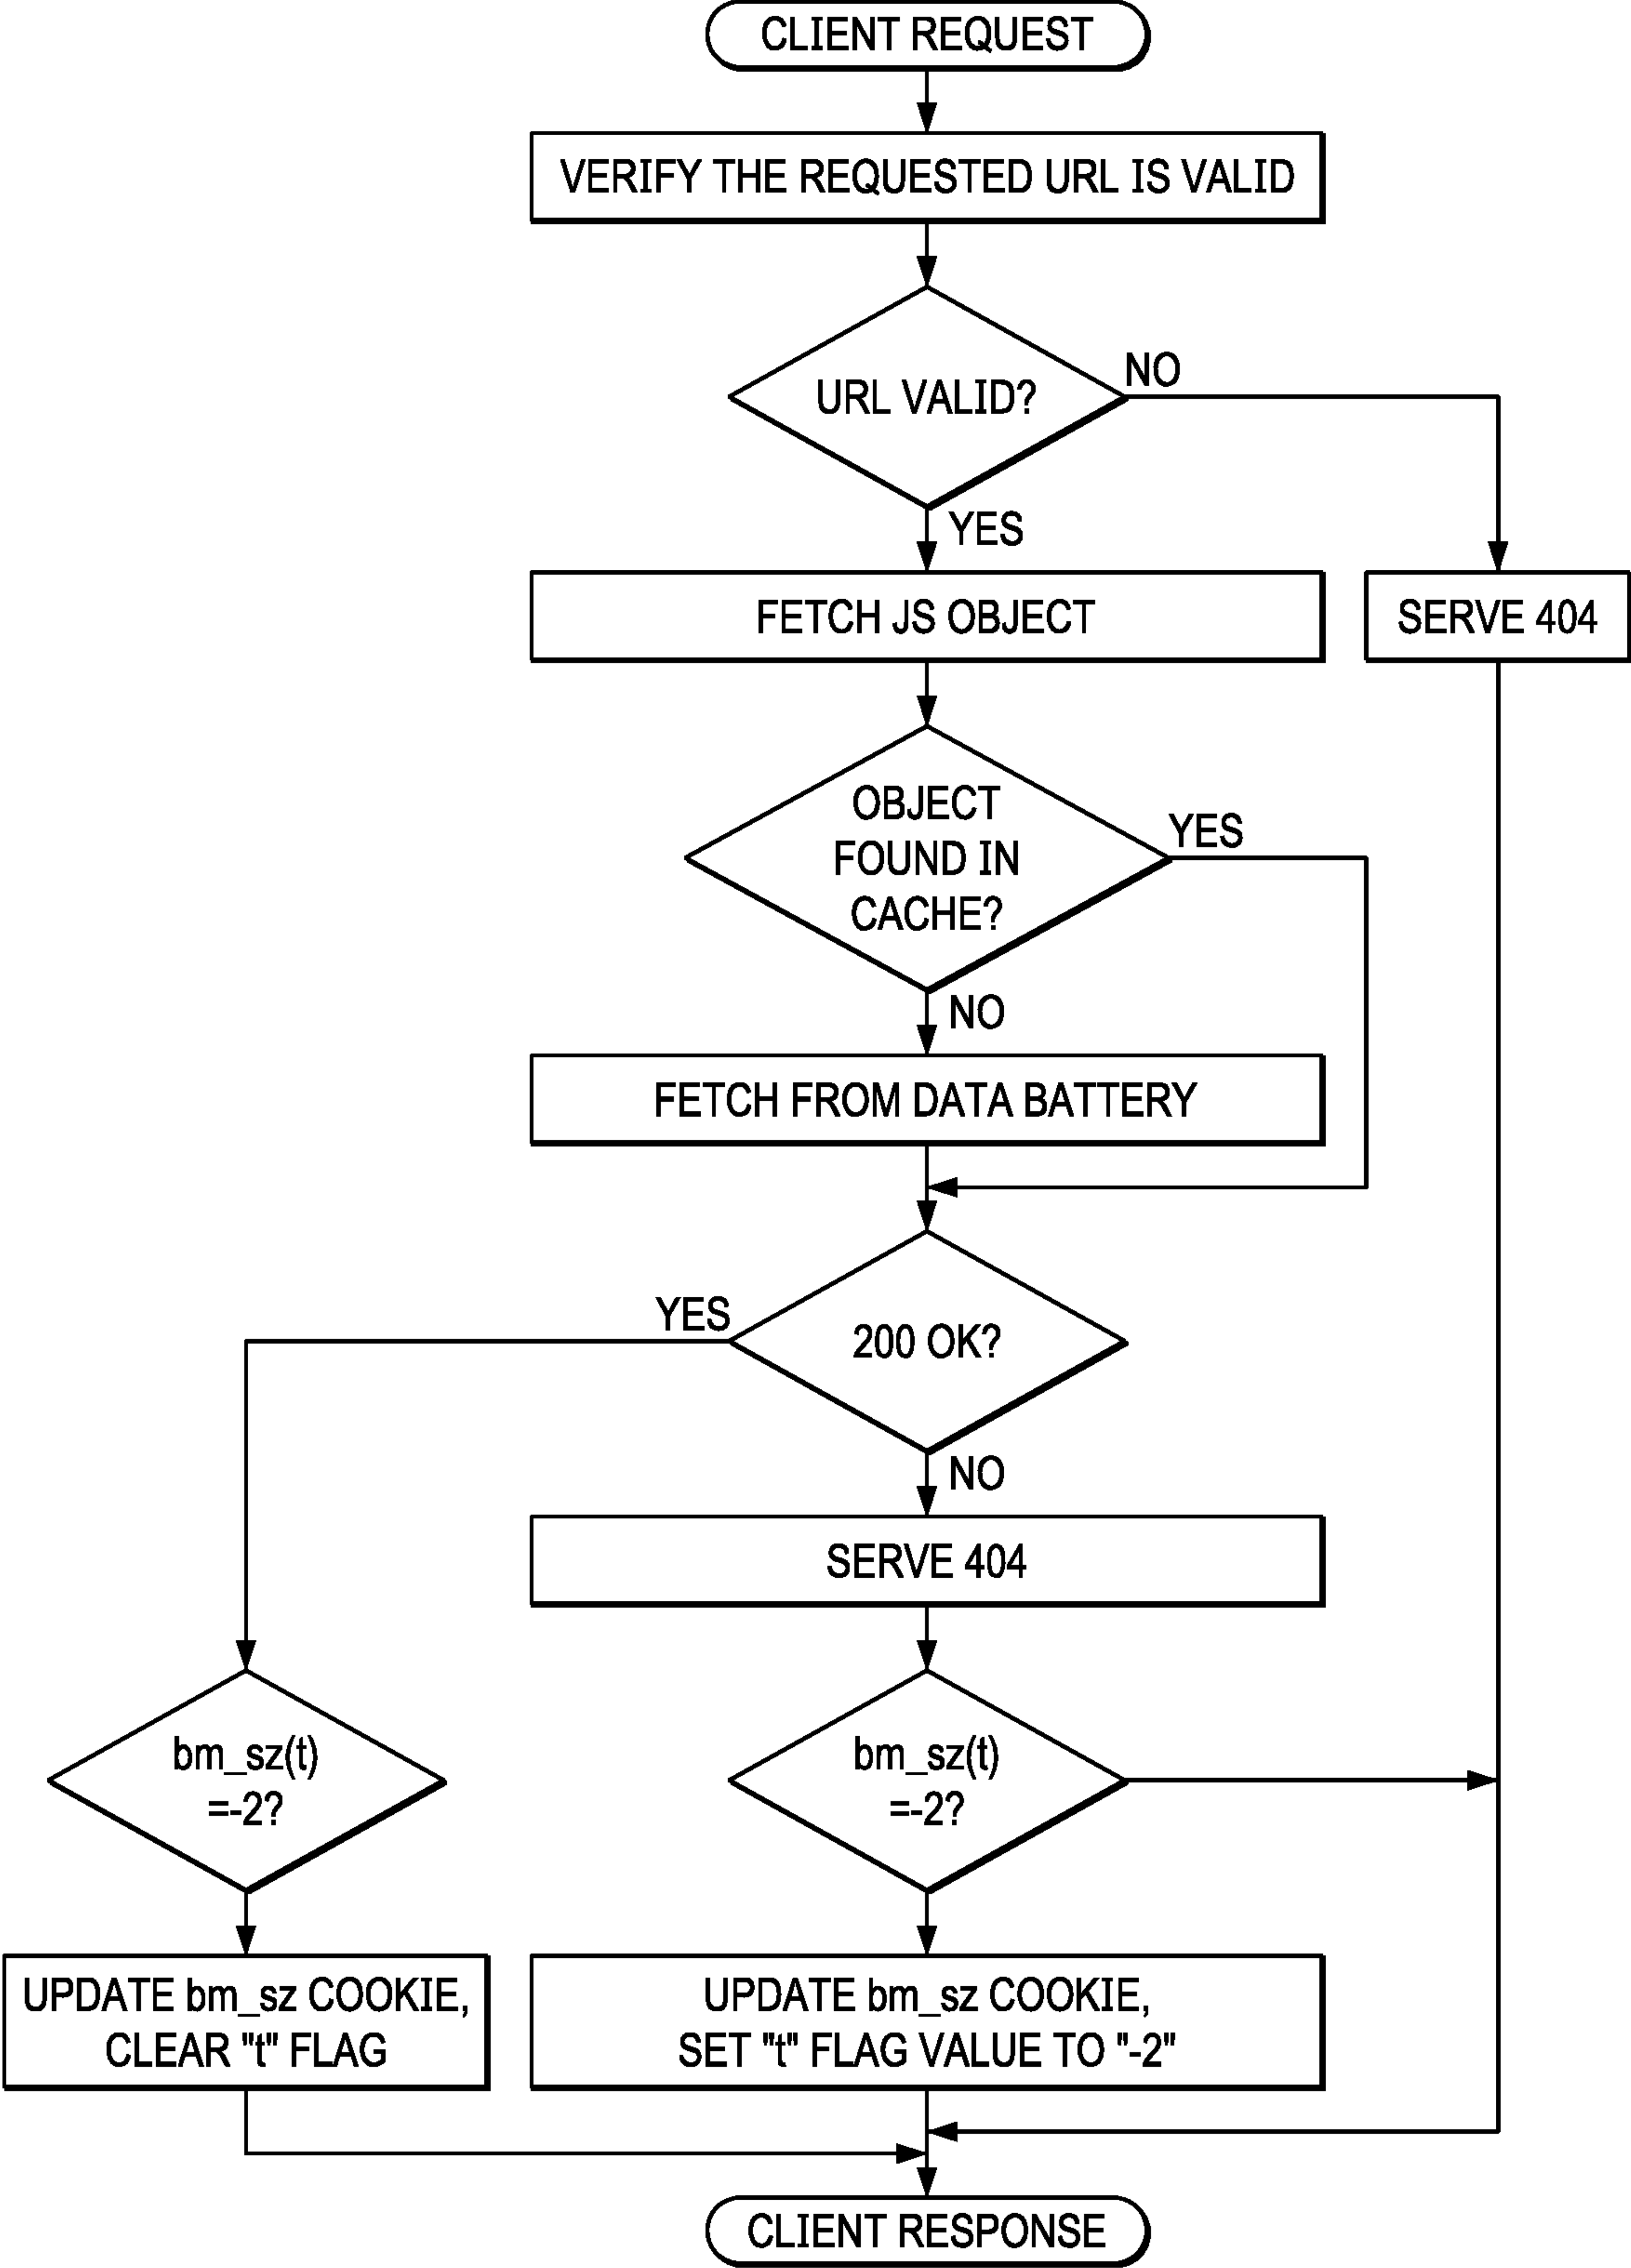 CLIENT REQUEST
VERIFY THE REQUESTED URL IS VALID
URL VALID?
NO
YES
FETCH JS OBJECT
SERVE 404
OBJECT
FOUND IN
CACHE?
YES
NO
FETCH FROM DATA BATTERY
200 OK?
YES
NO
SERVE 404
bm_sz(t)
=-2?
bm_sz(t)
=-2?
UPDATE bm_sz COOKIE,
CLEAR "t" FLAG
UPDATE bm_sz COOKIE,
SET "t" FLAG VALUE TO "-2"
CLIENT RESPONSE